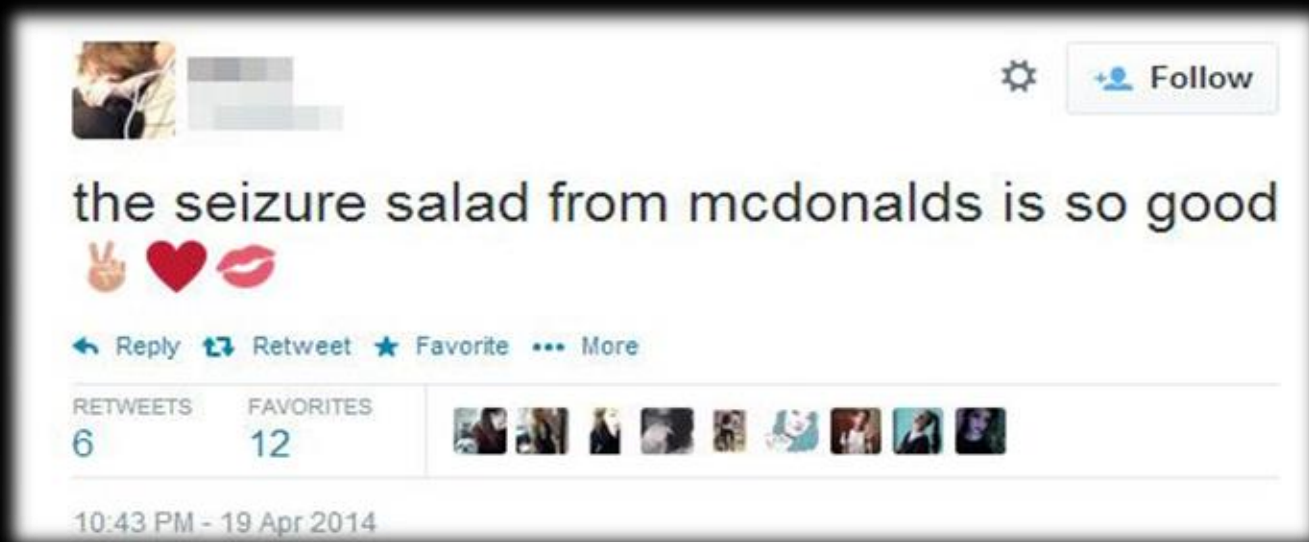 Follow
the seizure salad from mcdonalds is so good
✌❤💋
Reply Retweet Favorite More
RETWEETS FAVORITES
6 12
10:43 PM - 19 Apr 2014